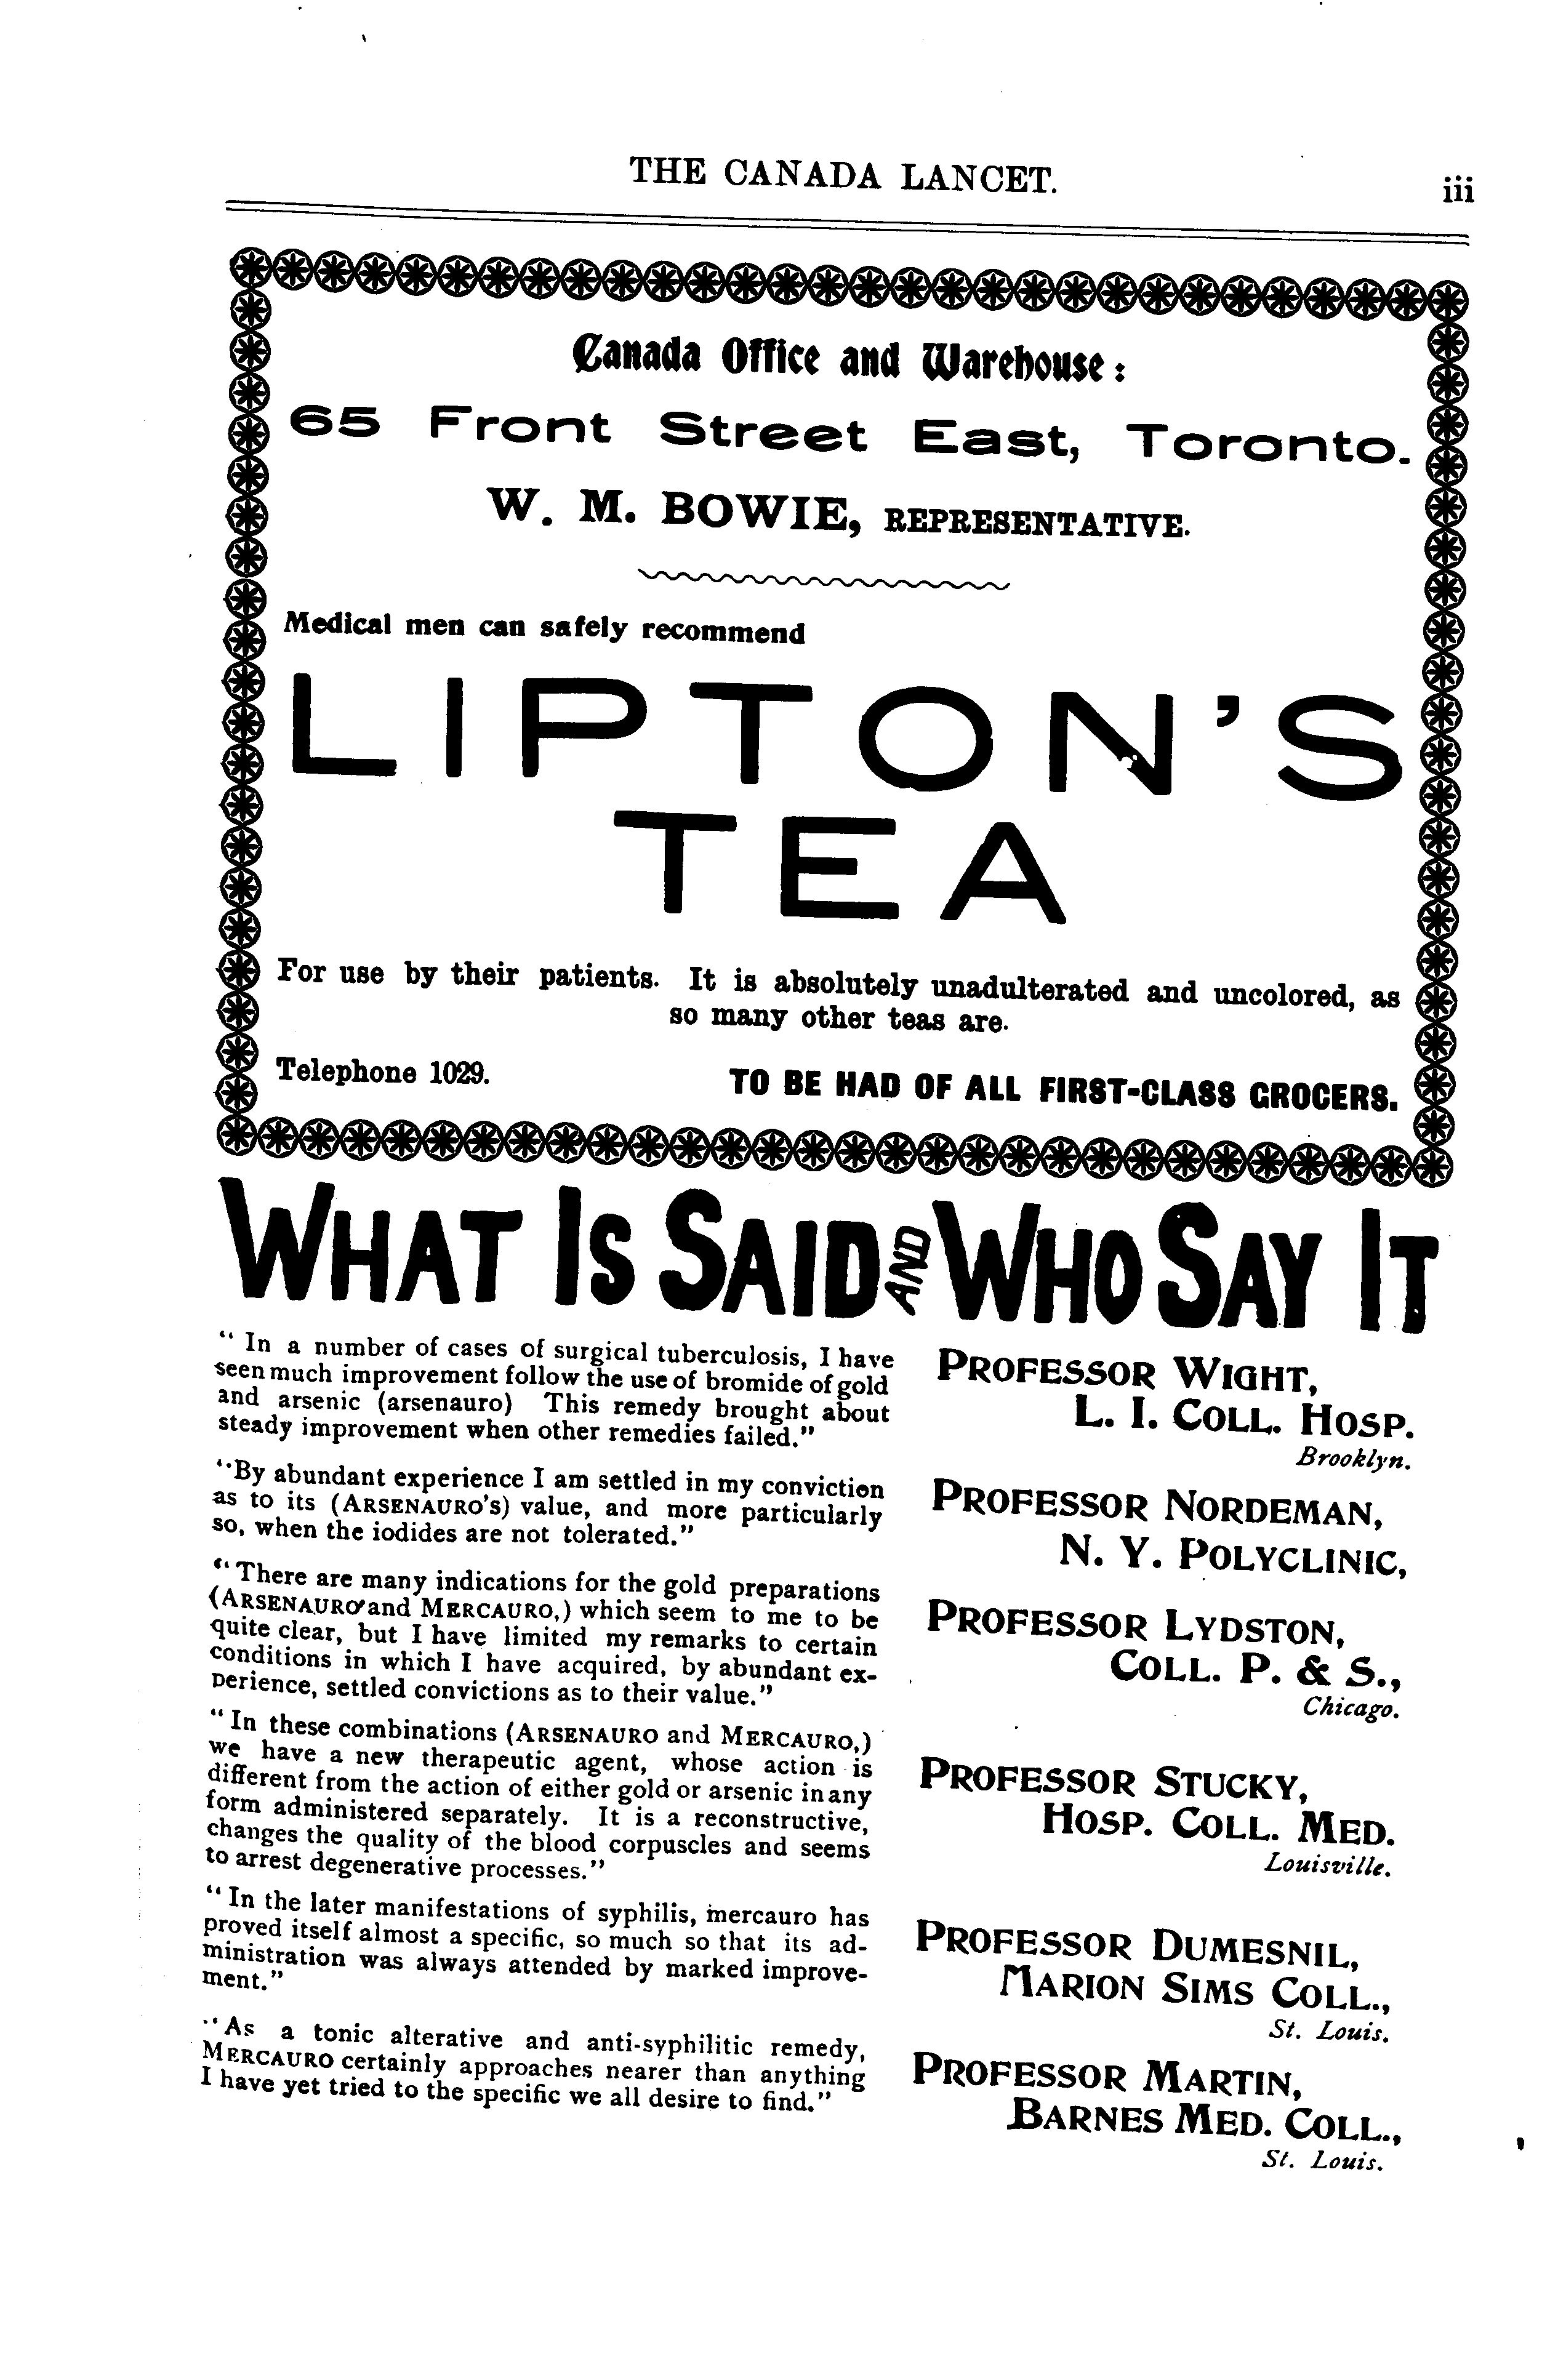 THE CANADA LANCET.
iii
Canada Office and Warehouse:
65 Front Street East, Toronto.
W. M. BOWIE, REPRESENTATIVE.
Medical men can safely recommend
LIPTON'S
TEA
For use by their patients. It is absolutely unadulterated and uncolored, as
so many other teas are.
Telephone 1029.
TO BE HAD OF ALL FIRST-CLASS GROCERS.
WHAT IS SAID AND WHO SAY IT
"In a number of cases of surgical tuberculosis, I have
seen much improvement follow the use of bromide of gold
and arsenic (arsenauro) This remedy brought about
steady improvement when other remedies failed."
PROFESSOR WIGHT,
L. I. COLL. HOSP.
Brooklyn.
"By abundant experience I am settled in my conviction
as to its (ARSENAURO'S) value, and more particularly
so, when the iodides are not tolerated."
PROFESSOR NORDEMAN,
N. Y. POLYCLINIC,
"There are many indications for the gold preparations
(ARSENAURO and MERCAURO,) which seem to me to be
quite clear, but I have limited my remarks to certain
conditions in which I have acquired, by abundant ex-
perience, settled convictions as to their value."
PROFESSOR LYDSTON,
COLL. P. & S.,
Chicago.
"In these combinations (ARSENAURO and MERCAURO,)
we have a new therapeutic agent, whose action is
different from the action of either gold or arsenic in any
form administered separately. It is a reconstructive,
changes the quality of the blood corpuscles and seems
to arrest degenerative processes."
PROFESSOR STUCKY,
HOSP. COLL. MED.
Louisville.
"In the later manifestations of syphilis, mercauro has
proved itself almost a specific, so much so that its ad-
ministration was always attended by marked improve-
ment."
PROFESSOR DUMESNIL,
MARION SIMS COLL.,
St. Louis.
"As a tonic alterative and anti-syphilitic remedy,
MERCAURO certainly approaches nearer than anything
I have yet tried to the specific we all desire to find."
PROFESSOR MARTIN,
BARNES MED. COLL.,
St. Louis.